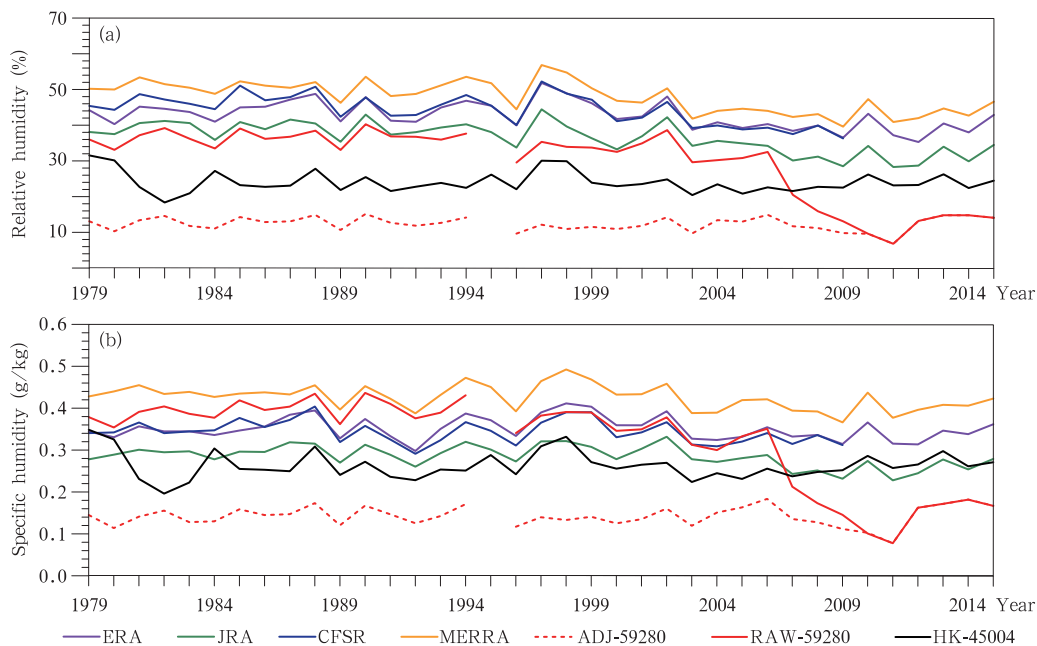 70
(a)
50
30
10
Relative humidity (%)
1979 1984 1989 1994 1999 2004 2009 2014 Year
0.6
(b)
0.5
0.4
0.3
0.2
0.1
0.0
Specific humidity (g/kg)
1979 1984 1989 1994 1999 2004 2009 2014 Year
ERA JRA CFSR MERRA ADJ-59280 RAW-59280 HK-45004